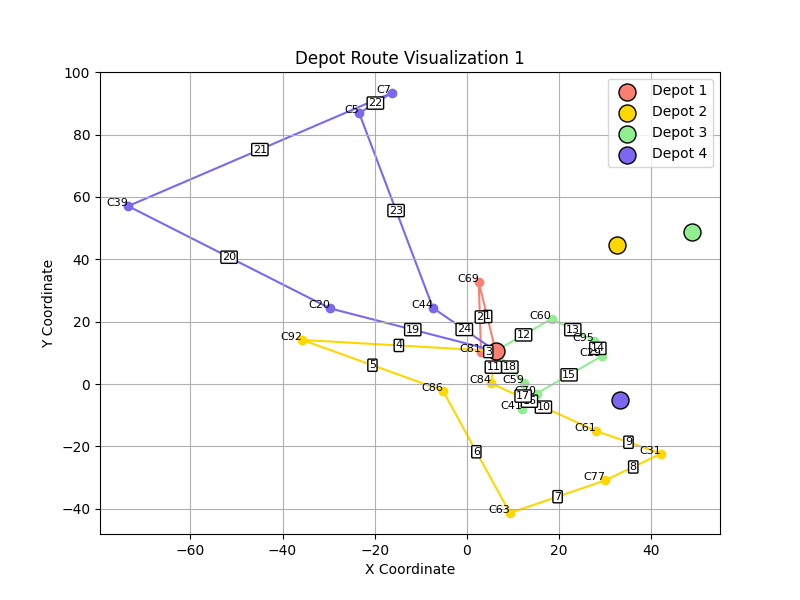 Depot Route Visualization 1
Depot 1
Depot 2
Depot 3
Depot 4
Y Coordinate
100
80
60
40
20
0
−20
−40
−60
−40
−20
0
20
40
X Coordinate
C7
22
C5
21
C39
23
20
C69
C20
C44
21
C60
19
24
12
13
C92
4
C81
3
C95
14
5
11
18
15
C84
C59
C86
17
C41
10
C61
9
6
C31
8
C77
7
C63